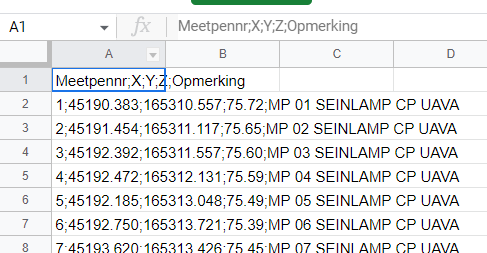 A1 fx Meetpennr;X;Y;Z;Opmerking
A B C D
1 Meetpennr;X;Y;Z;Opmerking
2 1;45190.383;165310.557;75.72;MP 01 SEINLAMP CP UAVA
3 2;45191.454;165311.117;75.65;MP 02 SEINLAMP CP UAVA
4 3;45192.392;165311.557;75.60;MP 03 SEINLAMP CP UAVA
5 4;45192.472;165312.131;75.59;MP 04 SEINLAMP CP UAVA
6 5;45192.185;165313.048;75.49;MP 05 SEINLAMP CP UAVA
7 6;45192.750;165313.721;75.39;MP 06 SEINLAMP CP UAVA
8 7;45193.620;165313.426;75.45;MP 07 SEINLAMP CP UAVA